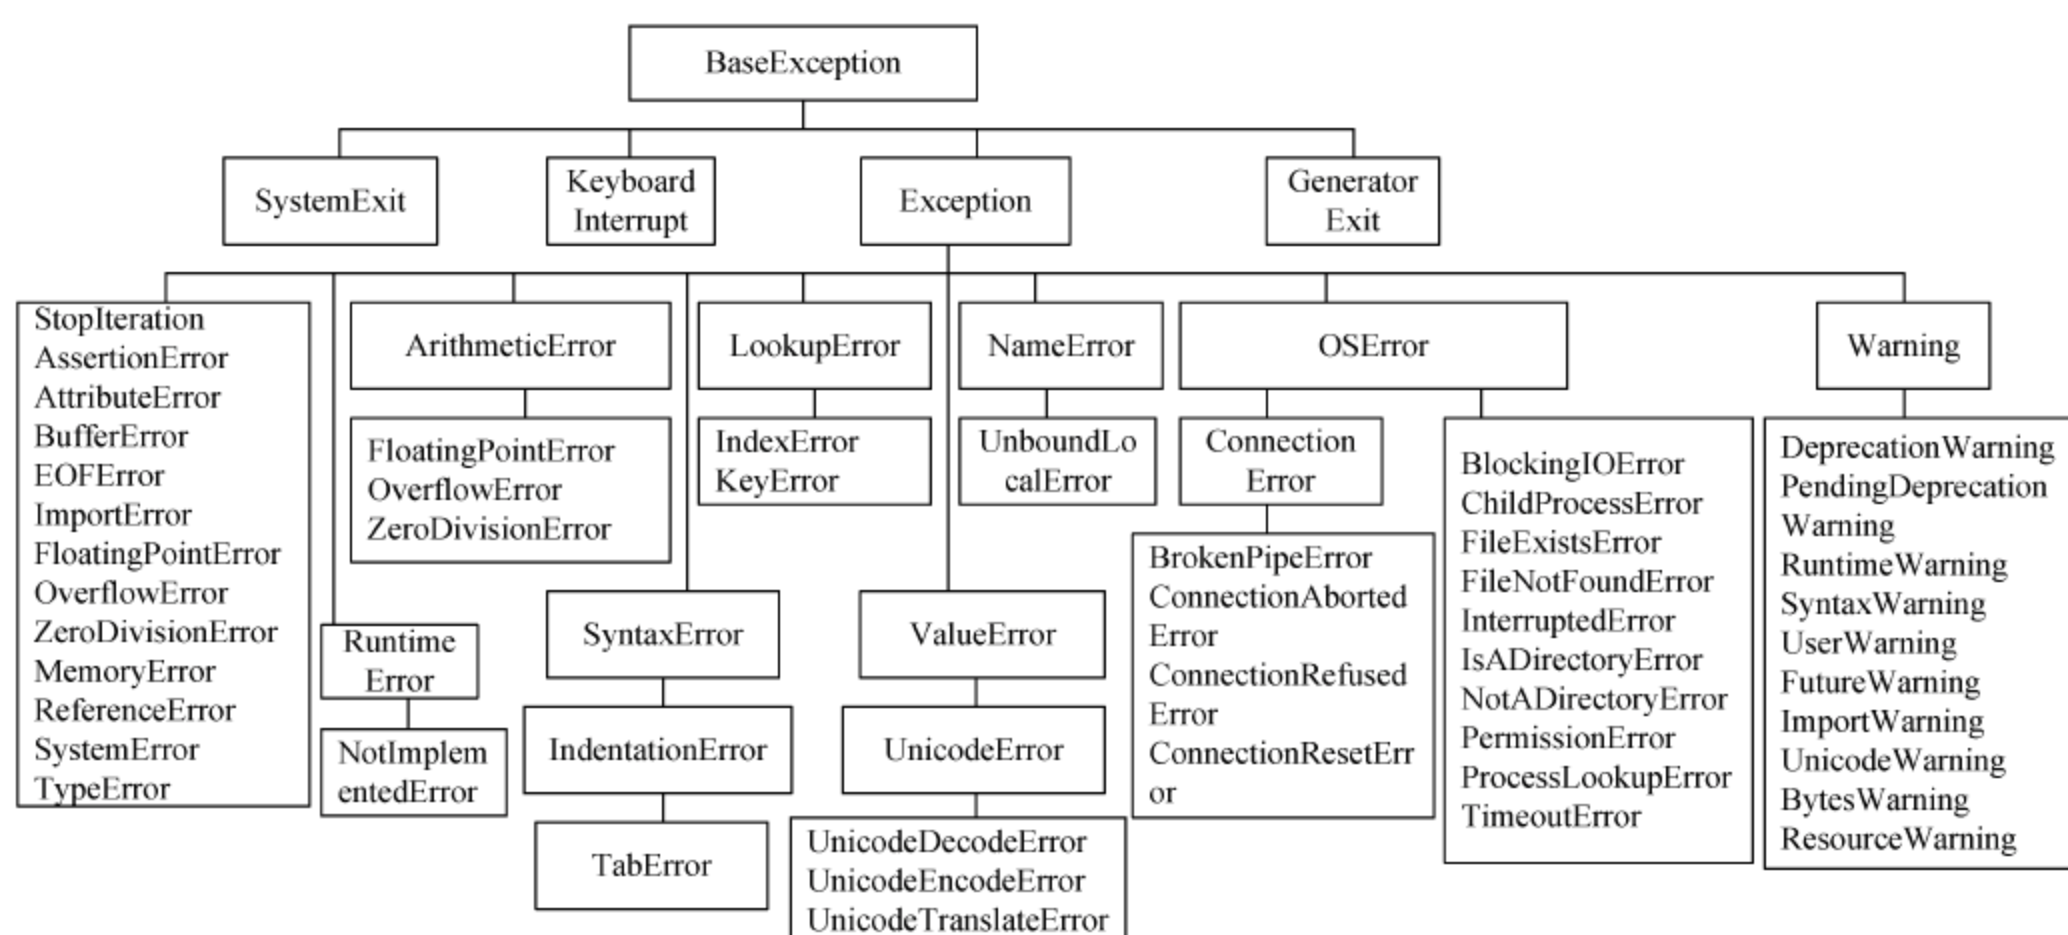 BaseException
SystemExit
Keyboard
Interrupt
Exception
Generator
Exit
StopIteration
AssertionError
AttributeError
BufferError
EOFError
ImportError
FloatingPointError
OverflowError
ZeroDivisionError
MemoryError
ReferenceError
SystemError
TypeError
Runtime
Error
NotImplem
entedError
ArithmeticError
FloatingPointError
OverflowError
ZeroDivisionError
SyntaxError
IndentationError
TabError
LookupError
IndexError
KeyError
ValueError
UnicodeError
UnicodeDecodeError
UnicodeEncodeError
UnicodeTranslateError
NameError
UnboundLo
calError
OSError
Connection
Error
BrokenPipeError
ConnectionAborted
Error
ConnectionRefused
Error
ConnectionResetErr
or
BlockingIOError
ChildProcessError
FileExistsError
FileNotFoundError
InterruptedError
IsADirectoryError
NotADirectoryError
PermissionError
ProcessLookupError
TimeoutError
Warning
DeprecationWarning
PendingDeprecation
Warning
RuntimeWarning
SyntaxWarning
UserWarning
FutureWarning
ImportWarning
UnicodeWarning
BytesWarning
ResourceWarning